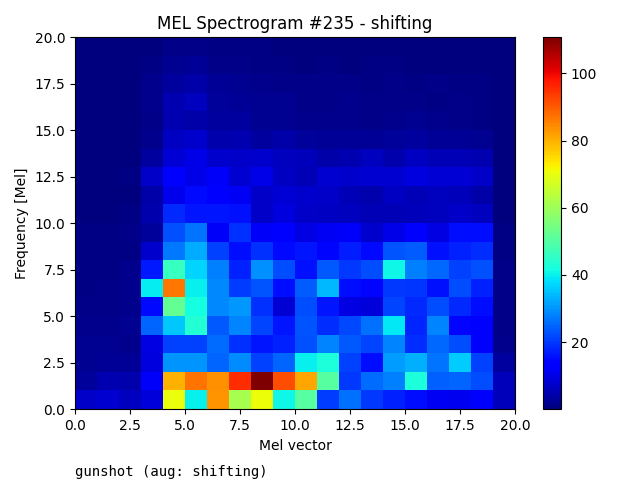 MEL Spectrogram #235 - shifting
20.0
17.5
15.0
12.5
10.0
7.5
5.0
2.5
0.0
Frequency [Mel]
0.0 2.5 5.0 7.5 10.0 12.5 15.0 17.5 20.0
Mel vector
100
80
60
40
20
gunshot (aug: shifting)